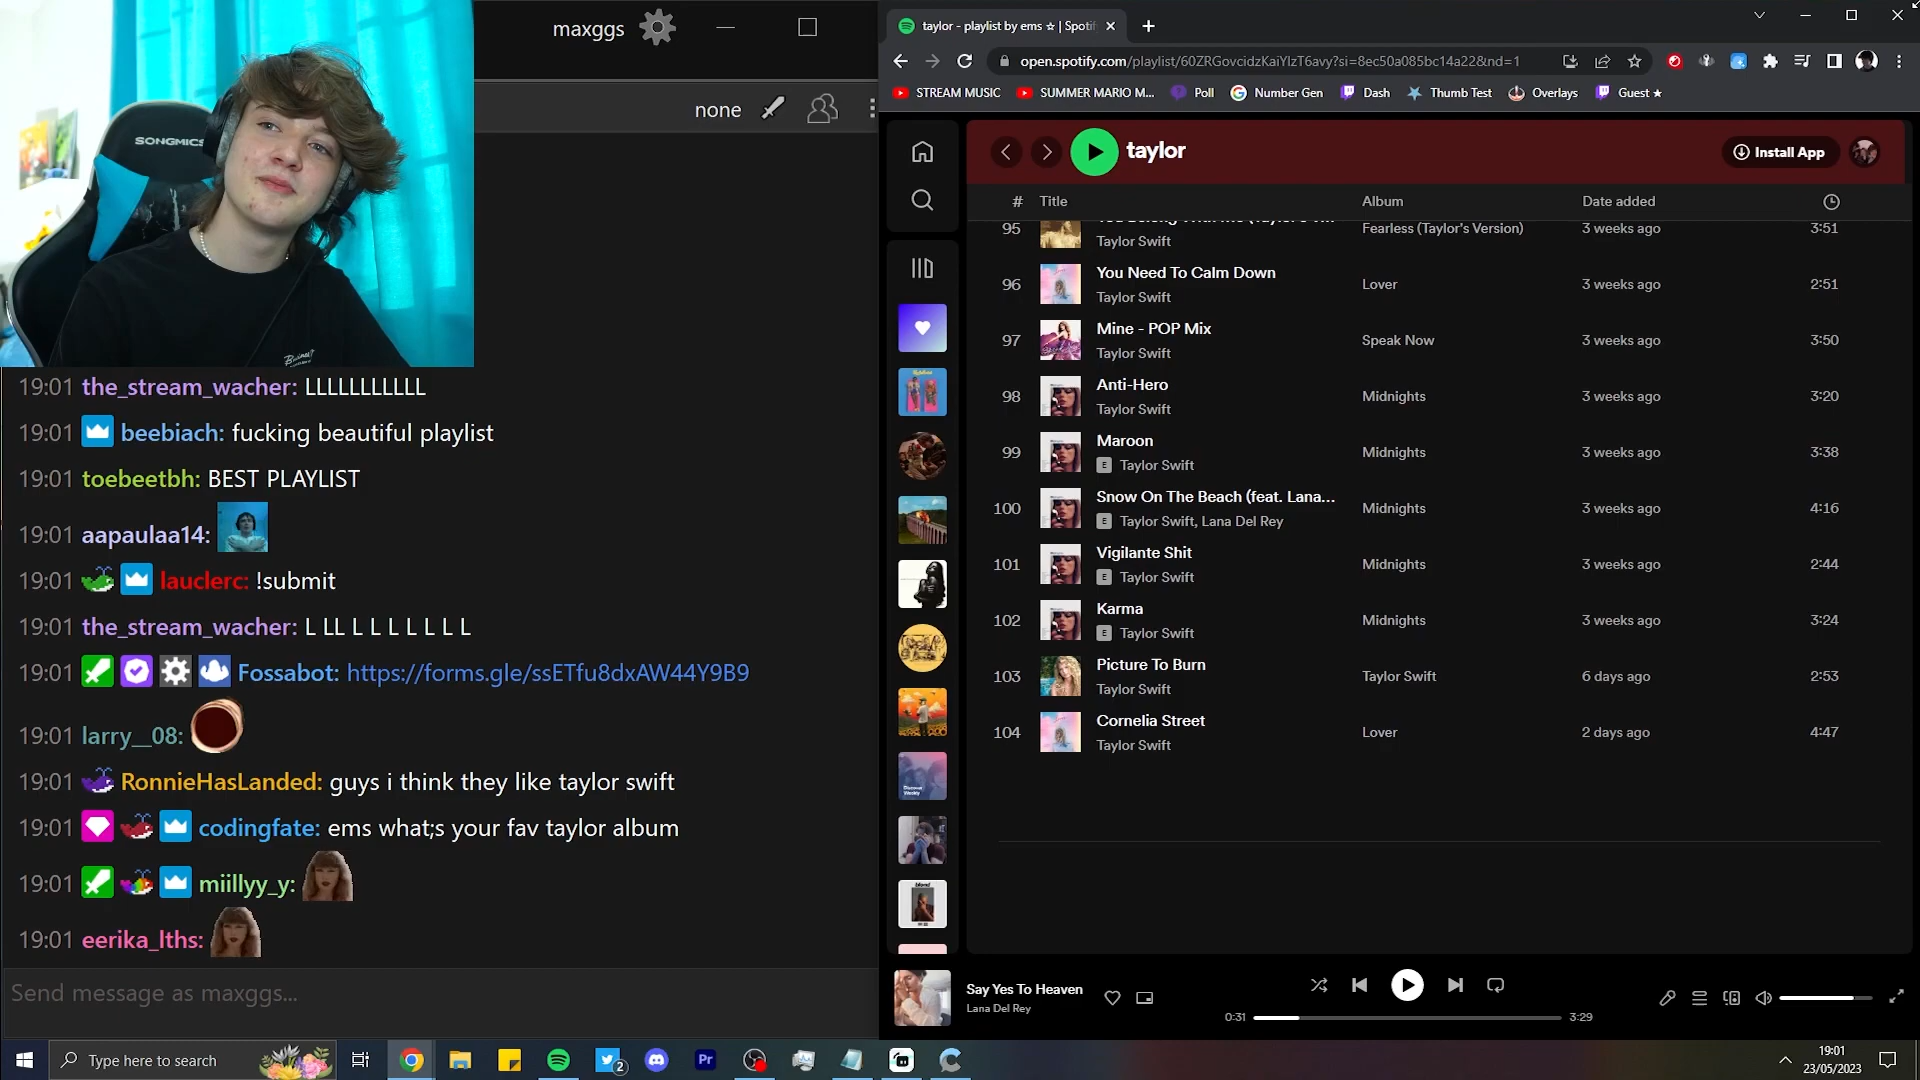 maxggs
none
SONGMICS
19:01 the_stream_wacher: LLLLLLLLLLL
19:01 beebiach: fucking beautiful playlist
19:01 toebeetbh: BEST PLAYLIST
19:01 aapaulaa14:
19:01 lauclerc: !submit
19:01 the_stream_wacher: L LL L L L L L L L
19:01 Fossabot: https://forms.gle/ssETfu8dxAW44Y9B9
19:01 larry__08:
19:01 RonnieHasLanded: guys i think they like taylor swift
19:01 codingfate: ems what;s your fav taylor album
19:01 miillyy_y:
19:01 eerika_lths:
Send message as maxggs...
taylor - playlist by ems ☆ | Spotif
open.spotify.com/playlist/60ZRGovcidzKaiYlzT6avy?si=8ec50a085bc14a22&nd=1
STREAM MUSIC SUMMER MARIO M... Poll Number Gen Dash Thumb Test Overlays Guest ★
taylor
Install App
# Title Album Date added
95 Fearless (Taylor's Version) 3 weeks ago 3:51
Taylor Swift
96 You Need To Calm Down Lover 3 weeks ago 2:51
Taylor Swift
97 Mine - POP Mix Speak Now 3 weeks ago 3:50
Taylor Swift
98 Anti-Hero Midnights 3 weeks ago 3:20
Taylor Swift
99 Maroon Midnights 3 weeks ago 3:38
E Taylor Swift
100 Snow On The Beach (feat. Lana... Midnights 3 weeks ago 4:16
E Taylor Swift, Lana Del Rey
101 Vigilante Shit Midnights 3 weeks ago 2:44
E Taylor Swift
102 Karma Midnights 3 weeks ago 3:24
E Taylor Swift
103 Picture To Burn Taylor Swift 6 days ago 2:53
Taylor Swift
104 Cornelia Street Lover 2 days ago 4:47
Taylor Swift
Say Yes To Heaven
Lana Del Rey
0:31 3:29
Type here to search
2
Pr
19:01
23/05/2023